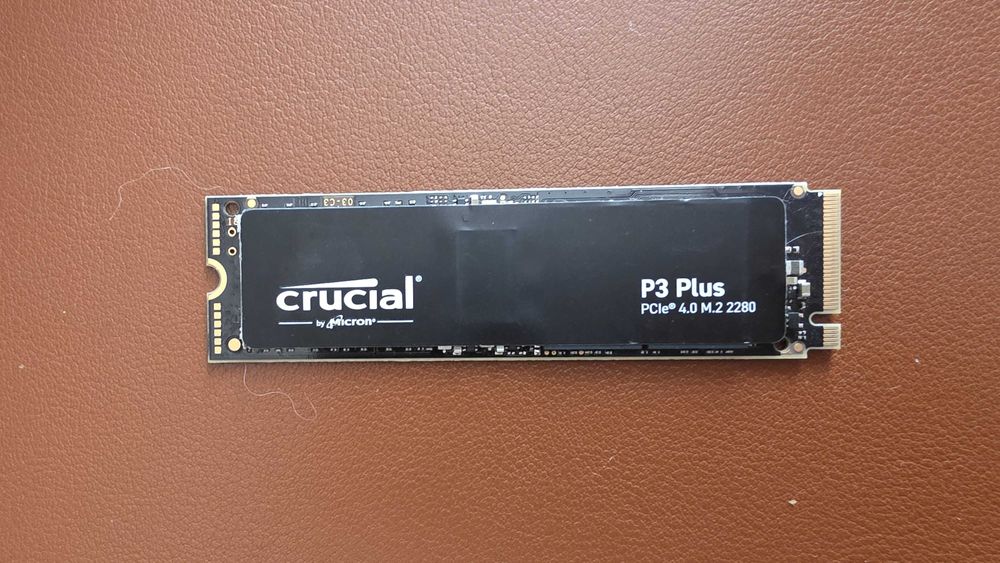 crucial®
by Micron®
P3 Plus
PCIe® 4.0 M.2 2280